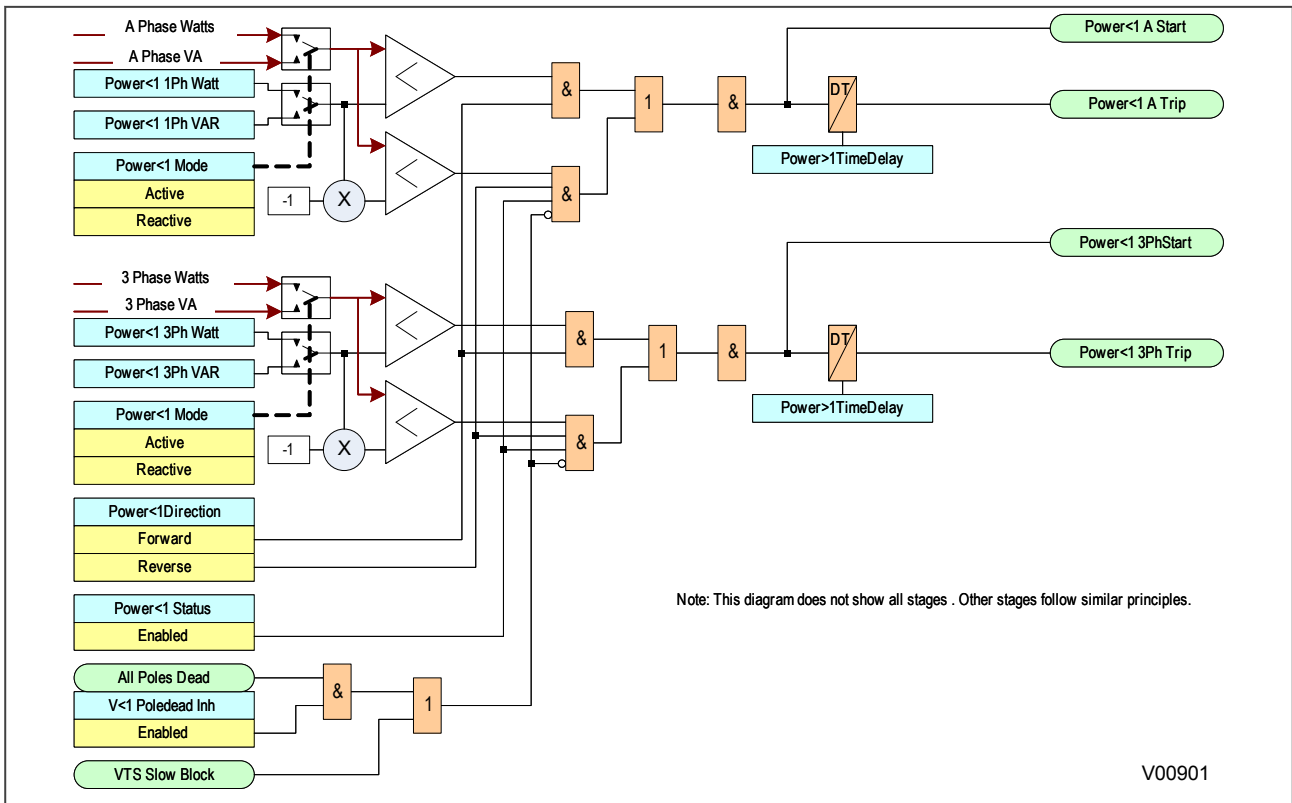 A Phase Watts
A Phase VA
Power<1 1Ph Watt
Power<1 1Ph VAR
Power<1 Mode
Active
Reactive
-1
X
&
&
1
&
DT
Power>1TimeDelay
Power<1 A Start
Power<1 A Trip
3 Phase Watts
3 Phase VA
Power<1 3Ph Watt
Power<1 3Ph VAR
Power<1 Mode
Active
Reactive
-1
X
&
&
1
&
DT
Power>1TimeDelay
Power<1 3PhStart
Power<1 3Ph Trip
Power<1Direction
Forward
Reverse
Power<1 Status
Enabled
All Poles Dead
V<1 Poledead Inh
Enabled
VTS Slow Block
&
1
Note: This diagram does not show all stages . Other stages follow similar principles.
V00901